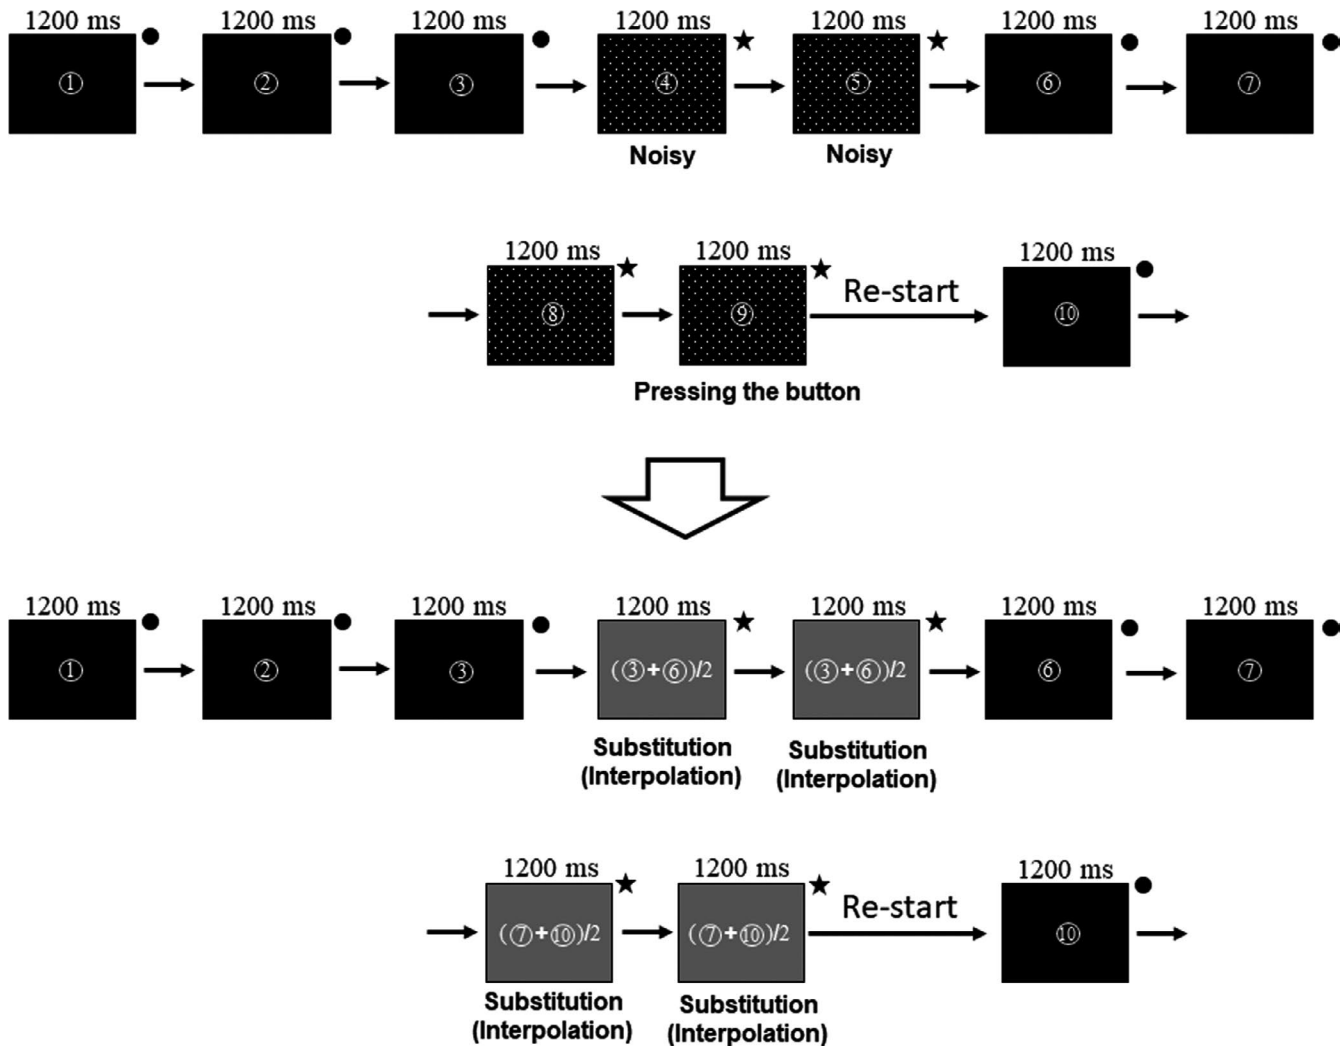 1200 ms 1200 ms 1200 ms 1200 ms 1200 ms 1200 ms 1200 ms
① ② ③ ④ ⑤ ⑥ ⑦
Noisy Noisy
1200 ms 1200 ms 1200 ms
Re-start
⑧ ⑨ ⑩
Pressing the button
1200 ms 1200 ms 1200 ms 1200 ms 1200 ms 1200 ms 1200 ms
① ② ③ (③+⑥)/2 (③+⑥)/2 ⑥ ⑦
Substitution Substitution
(Interpolation) (Interpolation)
1200 ms 1200 ms 1200 ms
Re-start
(⑦+⑩)/2 (⑦+⑩)/2 ⑩
Substitution Substitution
(Interpolation) (Interpolation)